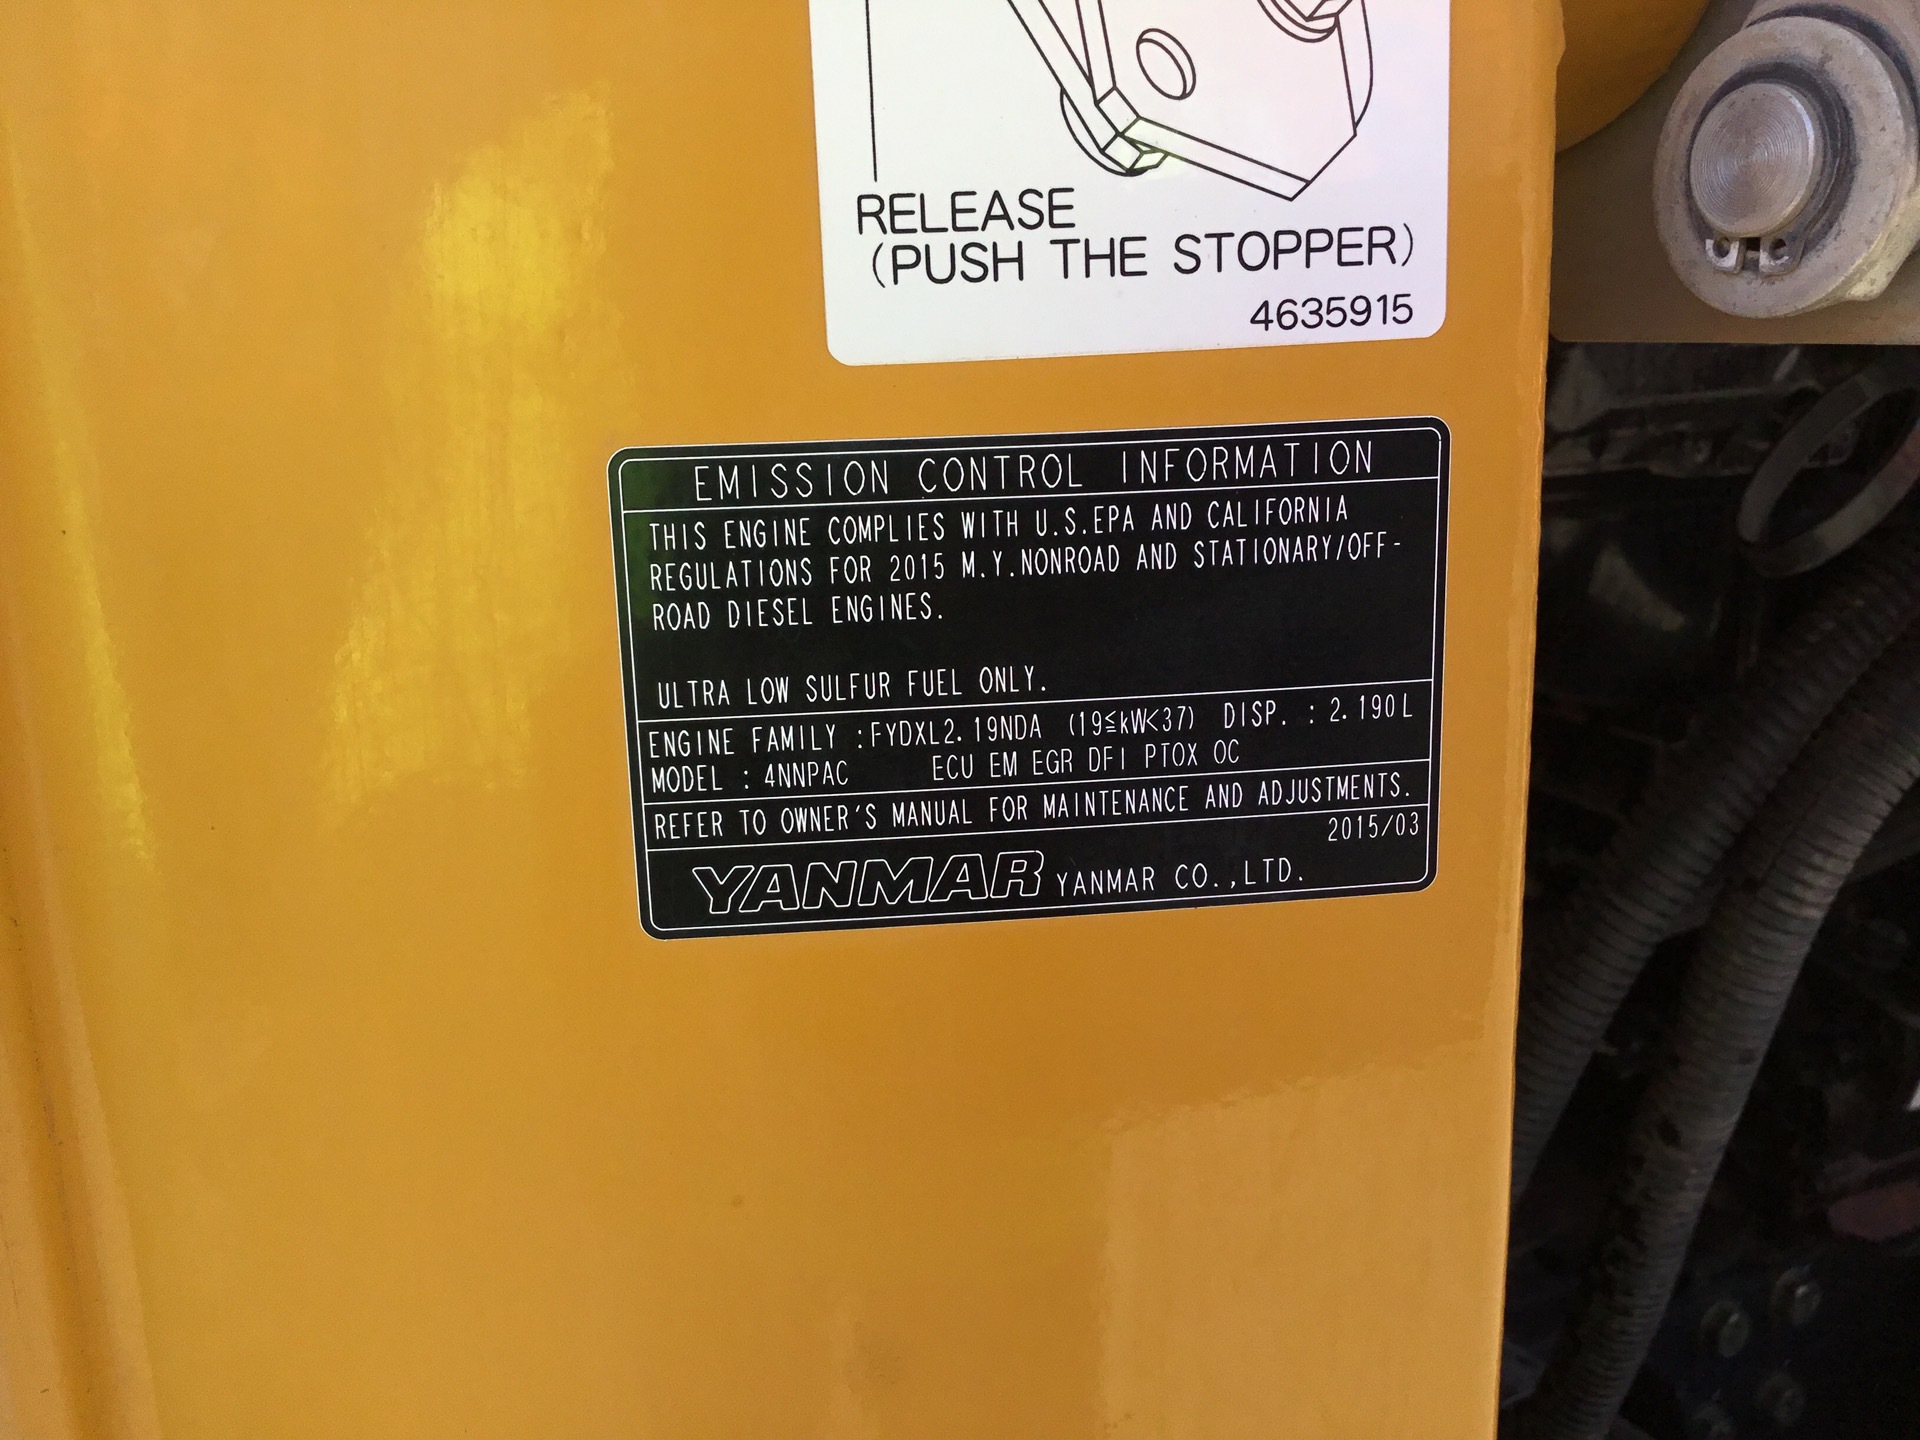 RELEASE
(PUSH THE STOPPER)
4635915
EMISSION CONTROL INFORMATION
THIS ENGINE COMPLIES WITH U.S.EPA AND CALIFORNIA
REGULATIONS FOR 2015 M.Y.NONROAD AND STATIONARY/OFF-
ROAD DIESEL ENGINES.
ULTRA LOW SULFUR FUEL ONLY.
ENGINE FAMILY :FYDXL2.19NDA (19≦kW<37) DISP. : 2.190L
MODEL : 4NNPAC ECU EM EGR DFI PTOX OC
REFER TO OWNER'S MANUAL FOR MAINTENANCE AND ADJUSTMENTS.
2015/03
YANMAR YANMAR CO.,LTD.